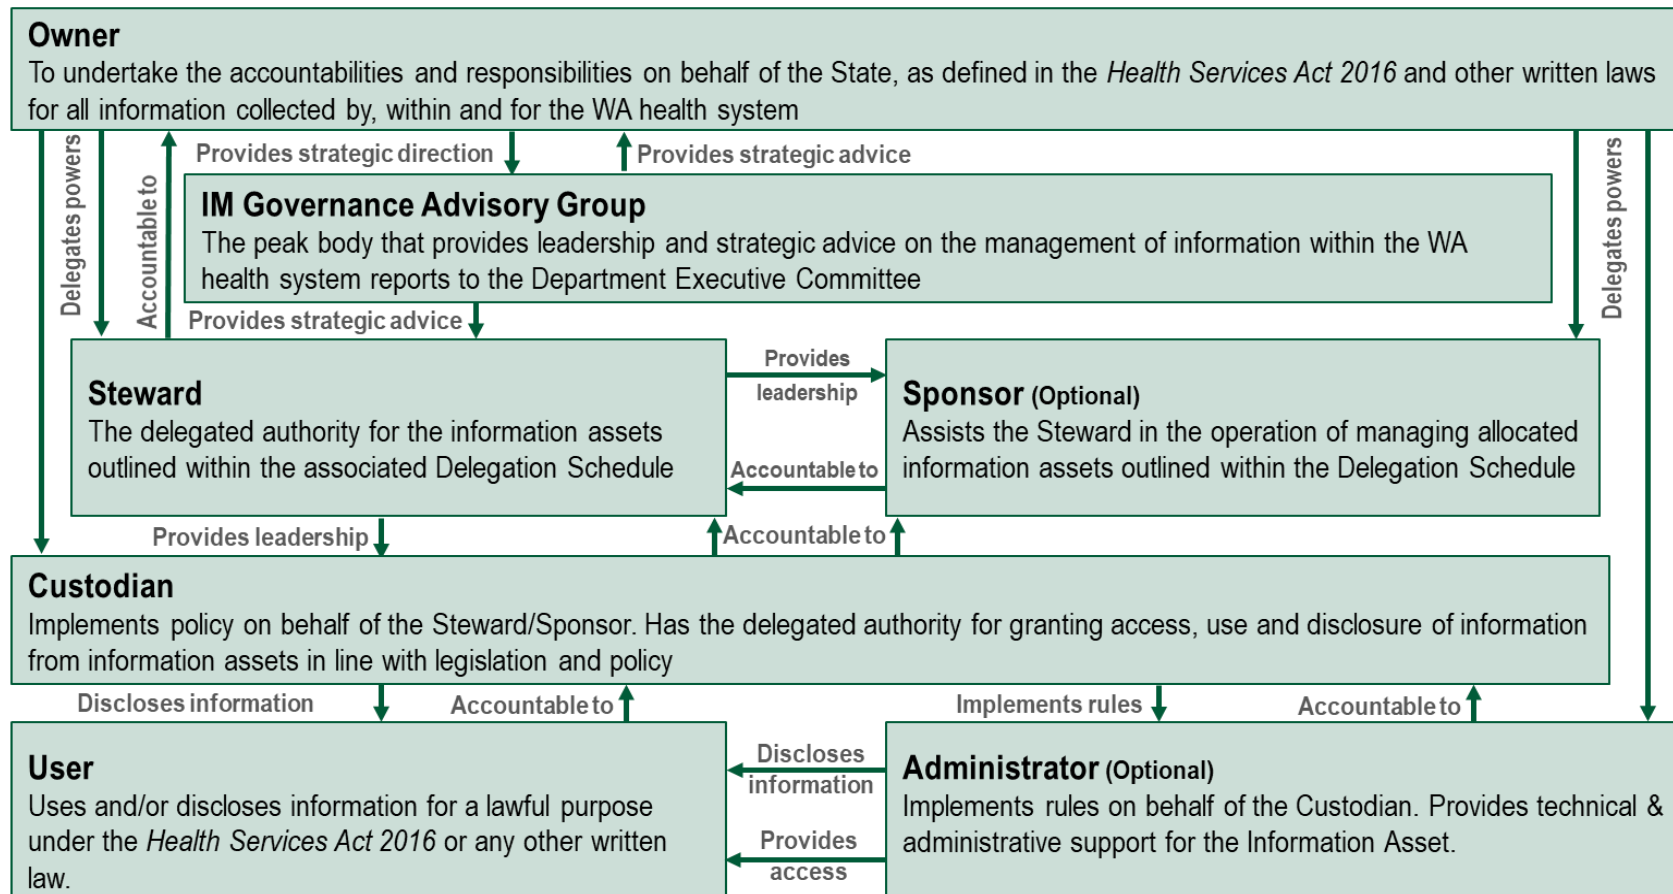 Owner
To undertake the accountabilities and responsibilities on behalf of the State, as defined in the Health Services Act 2016 and other written laws
for all information collected by, within and for the WA health system
Delegates powers
Accountable to
Provides strategic direction
Provides strategic advice
Delegates powers
IM Governance Advisory Group
The peak body that provides leadership and strategic advice on the management of information within the WA
health system reports to the Department Executive Committee
Provides strategic advice
Steward
The delegated authority for the information assets
outlined within the associated Delegation Schedule
Provides
leadership
Accountable to
Sponsor (Optional)
Assists the Steward in the operation of managing allocated
information assets outlined within the Delegation Schedule
Provides leadership
Accountable to
Custodian
Implements policy on behalf of the Steward/Sponsor. Has the delegated authority for granting access, use and disclosure of information
from information assets in line with legislation and policy
Discloses information
Accountable to
Implements rules
Accountable to
User
Uses and/or discloses information for a lawful purpose
under the Health Services Act 2016 or any other written
law.
Discloses
information
Provides
access
Administrator (Optional)
Implements rules on behalf of the Custodian. Provides technical &
administrative support for the Information Asset.